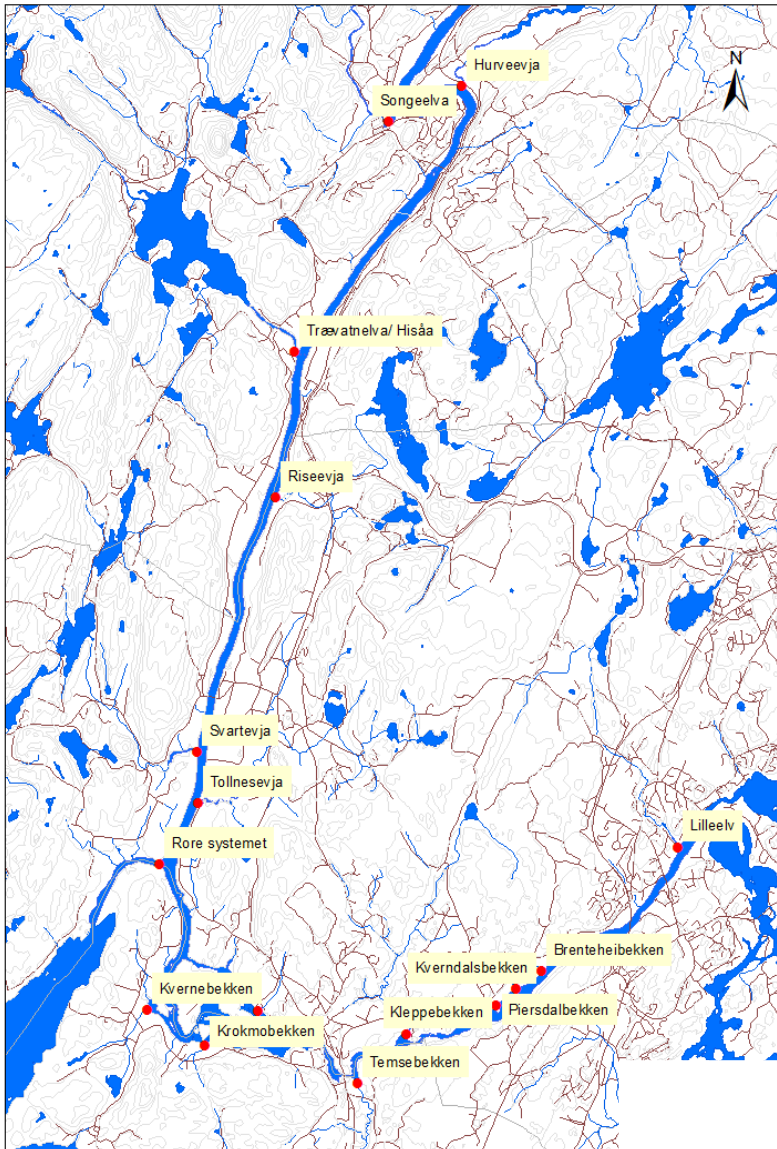 N
Hurveevja
Songeelva
Trævatnelva/ Hisåa
Riseevja
Svartevja
Tollnesevja
Rore systemet
Lilleelv
Brenteheibekken
Kverndalsbekken
Kvernebekken
Piersdalbekken
Kleppebekken
Krokmobekken
Temsebekken